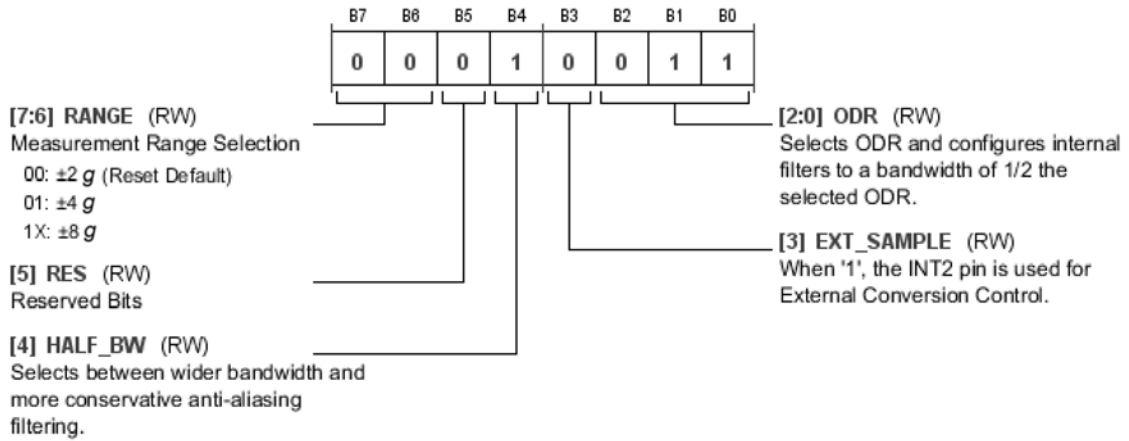 B7 B6 B5 B4 B3 B2 B1 B0
0 0 0 1 0 0 1 1
[7:6] RANGE (RW)
Measurement Range Selection
00: ±2 g (Reset Default)
01: ±4 g
1X: ±8 g
[5] RES (RW)
Reserved Bits
[4] HALF_BW (RW)
Selects between wider bandwidth and
more conservative anti-aliasing
filtering.
[2:0] ODR (RW)
Selects ODR and configures internal
filters to a bandwidth of 1/2 the
selected ODR.
[3] EXT_SAMPLE (RW)
When '1', the INT2 pin is used for
External Conversion Control.